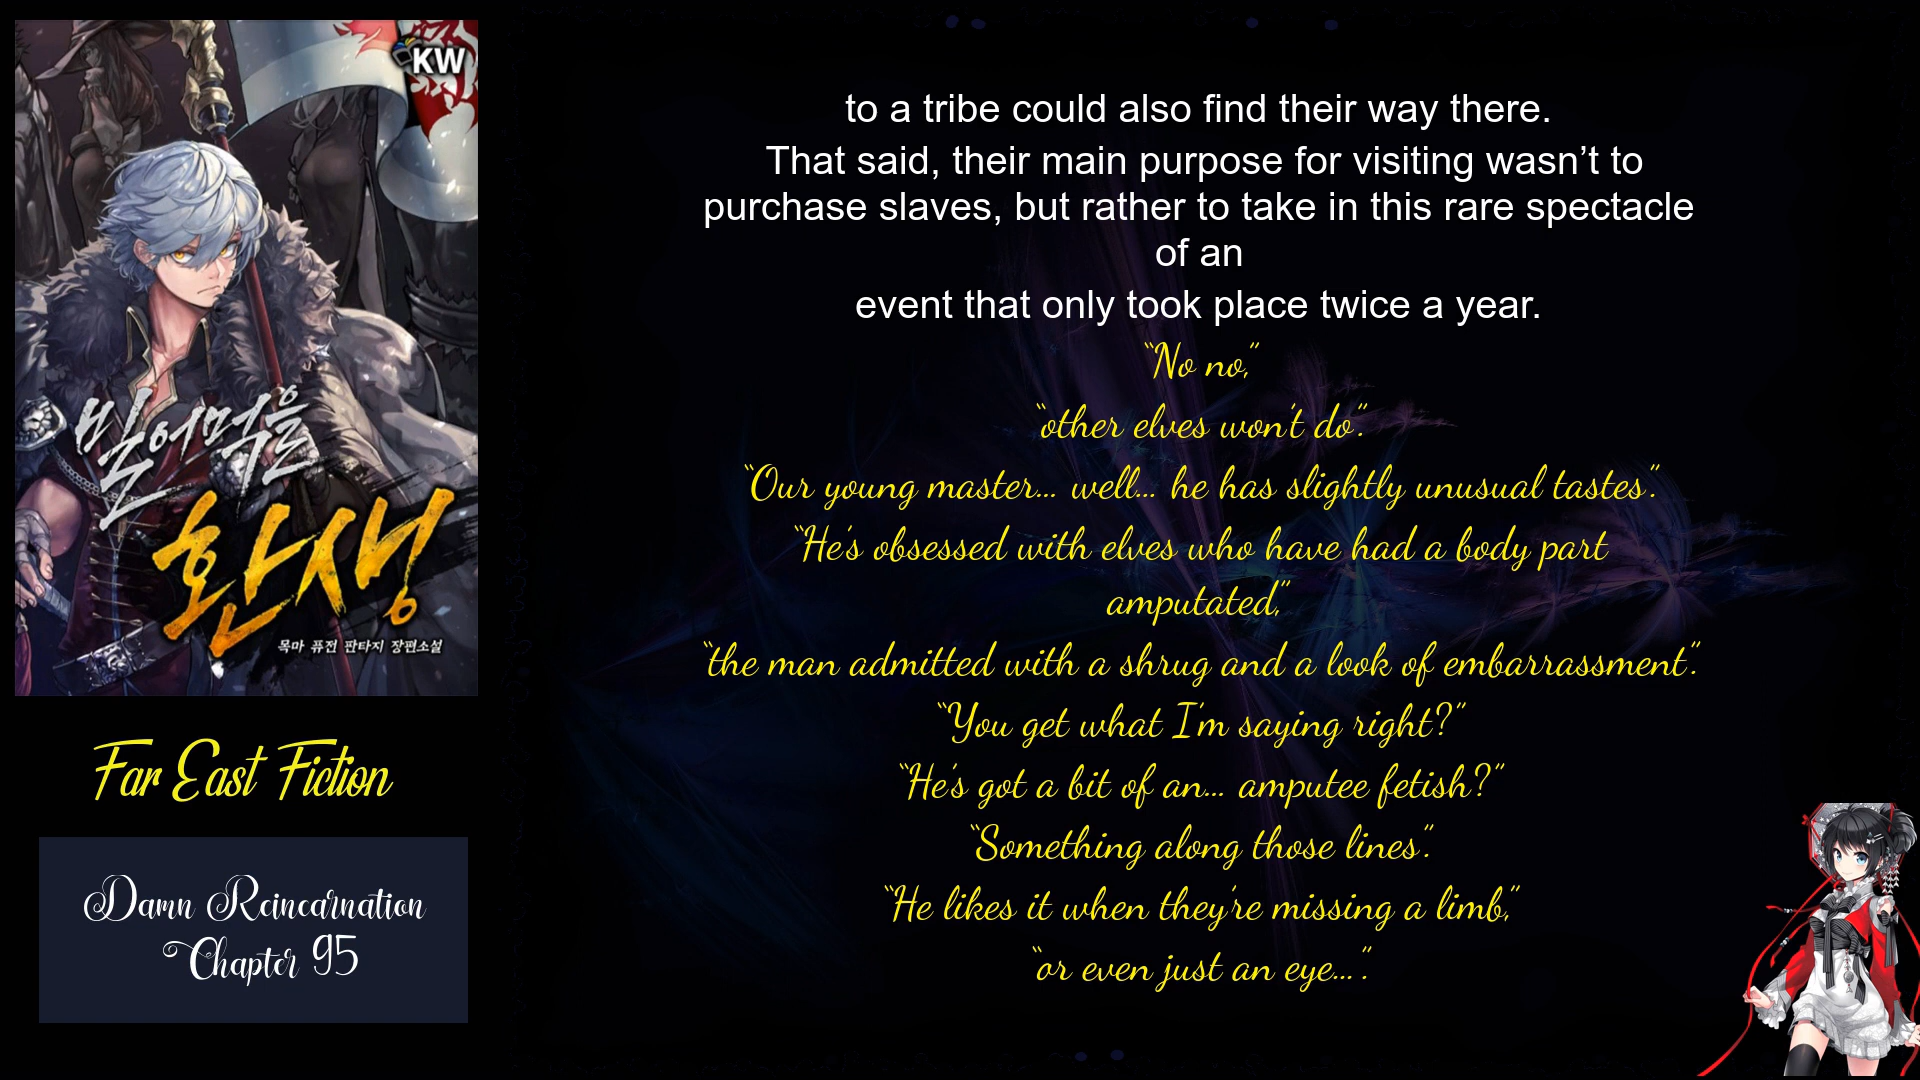 KW
빌어먹을
환생
목마 퓨전 판타지 장편소설
Far East Fiction
Damn Reincarnation
Chapter 95
to a tribe could also find their way there.
That said, their main purpose for visiting wasn’t to
purchase slaves, but rather to take in this rare spectacle
of an
event that only took place twice a year.
“No no,”
“other elves won’t do”.
“Our young master… well… he has slightly unusual tastes”.
“He’s obsessed with elves who have had a body part
amputated,”
“the man admitted with a shrug and a look of embarrassment”.
“You get what I’m saying right?”
“He’s got a bit of an… amputee fetish?”
“Something along those lines”.
“He likes it when they’re missing a limb,”
“or even just an eye…”.